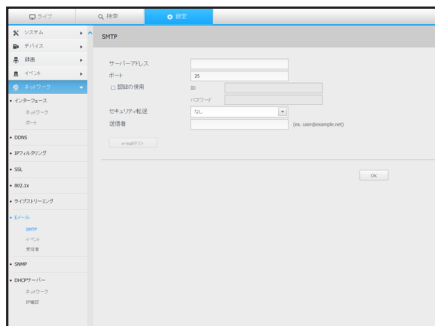 ライブ
検索
設定
システム
デバイス
録画
イベント
ネットワーク
インターフェース
ネットワーク
ポート
DDNS
IPフィルタリング
SSL
802.1x
ライブストリーミング
Eメール
SMTP
イベント
受信者
SNMP
DHCPサーバー
ネットワーク
IP確認
SMTP
サーバーアドレス
ポート
25
認証の使用
ID
パスワード
セキュリティ転送
なし
送信者
(ex. user@example.net)
e-mailテスト
OK